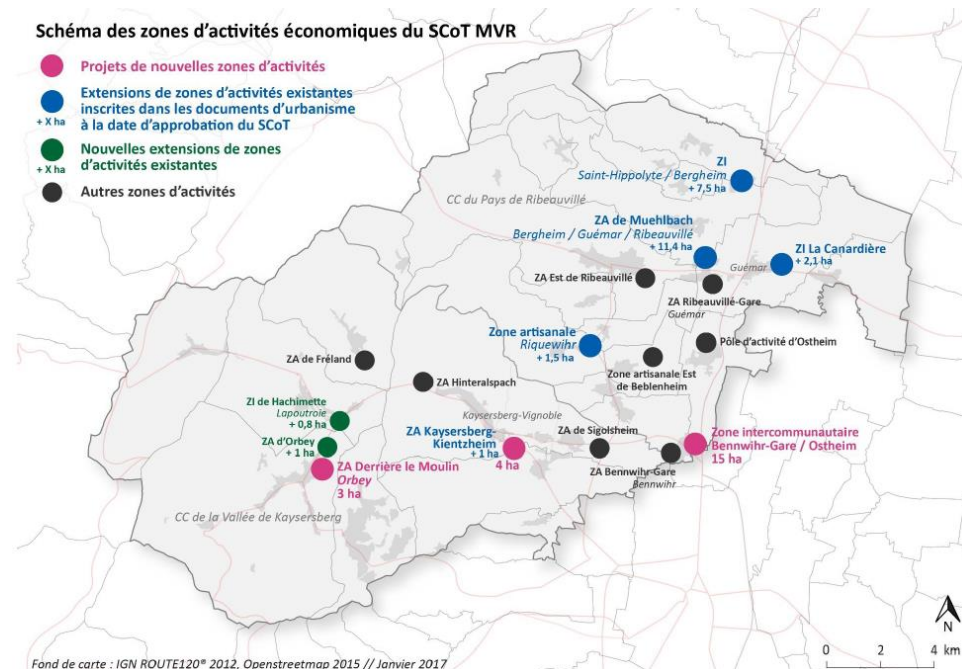 Schéma des zones d'activités économiques du SCoT MVR
Projets de nouvelles zones d'activités
Extensions de zones d'activités existantes
inscrites dans les documents d'urbanisme
à la date d'approbation du SCoT
+ X ha
Nouvelles extensions de zones
d'activités existantes
+ X ha
Autres zones d'activités
ZI
Saint-Hippolyte / Bergheim
+ 7,5 ha
CC du Pays de Ribeauvillé
ZA de Muehlbach
Bergheim / Guémar / Ribeauvillé
+ 11,4 ha
ZI La Canardière
+ 2,1 ha
Guémar
ZA Est de Ribeauvillé
ZA Ribeauvillé-Gare
Guémar
Zone artisanale
Riquewihr
+ 1,5 ha
Pôle d'activité d'Ostheim
Zone artisanale Est
de Beblenheim
ZA de Fréland
ZA Hinteralspach
ZI de Hachimette
Lapoutroie
+ 0,8 ha
Kaysersberg-Vignoble
ZA d'Orbey
+ 1 ha
ZA Kaysersberg-
Kientzheim
+ 1 ha
4 ha
ZA de Sigolsheim
Zone intercommunautaire
Bennwihr-Gare / Ostheim
15 ha
ZA Bennwihr-Gare
Bennwihr
ZA Derrière le Moulin
Orbey
3 ha
CC de la Vallée de Kaysersberg
N
0 2 4 km
Fond de carte : IGN ROUTE120® 2012, Openstreetmap 2015 // Janvier 2017